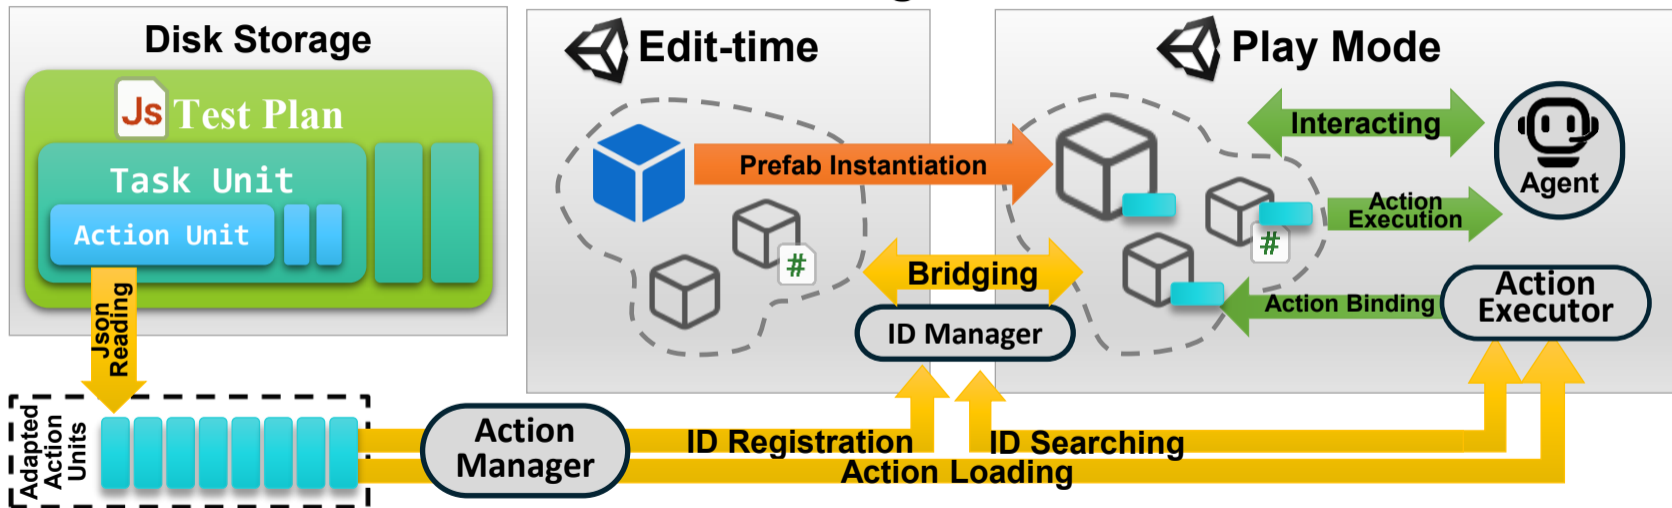 Disk Storage
Js Test Plan
Task Unit
Action Unit
Json
Reading
Adapted
Action
Units
Action
Manager
ID Registration
ID Searching
Action Loading
Edit-time
Prefab Instantiation
#
Bridging
ID Manager
Play Mode
Interacting
Agent
Action
Execution
#
Action Binding
Action
Executor